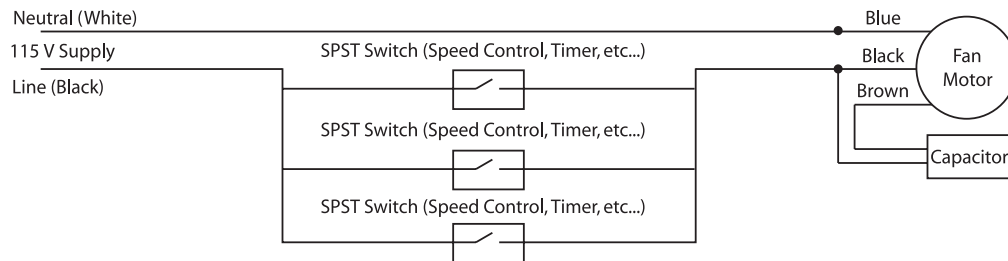 Neutral (White)
115 V Supply
Line (Black)
SPST Switch (Speed Control, Timer, etc...)
SPST Switch (Speed Control, Timer, etc...)
SPST Switch (Speed Control, Timer, etc...)
Blue
Black
Brown
Fan
Motor
Capacitor